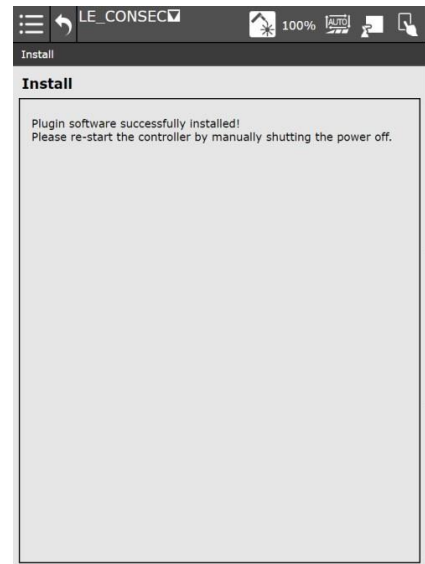 LE_CONSEC
100%
AUTO
Install
Install
Plugin software successfully installed!
Please re-start the controller by manually shutting the power off.